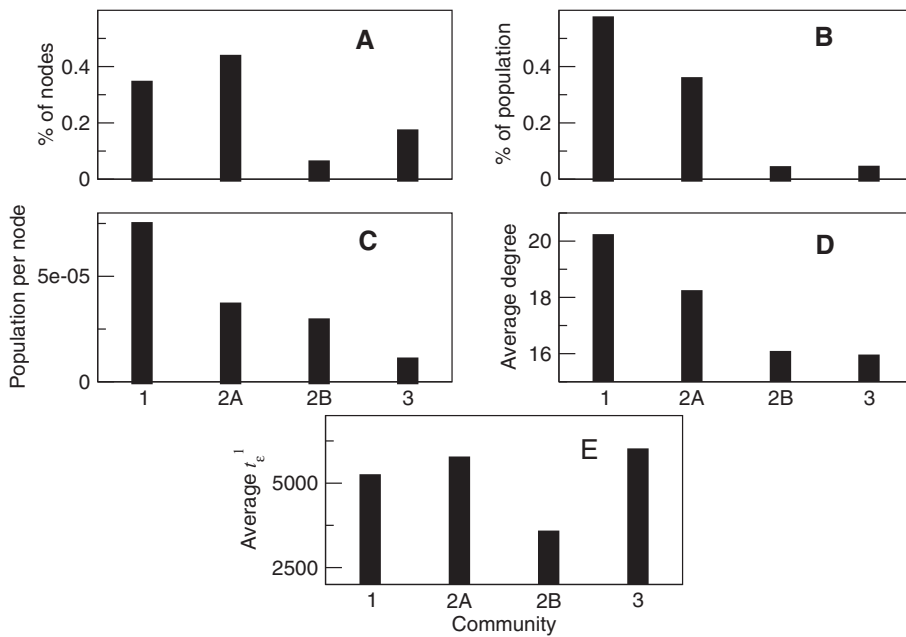 A
% of nodes
0.4
0.2
0
B
% of population
0.4
0.2
0
C
Population per node
5e-05
0
1 2A 2B 3
D
Average degree
20
18
16
1 2A 2B 3
E
Average tε1
5000
2500
1 2A 2B 3
Community